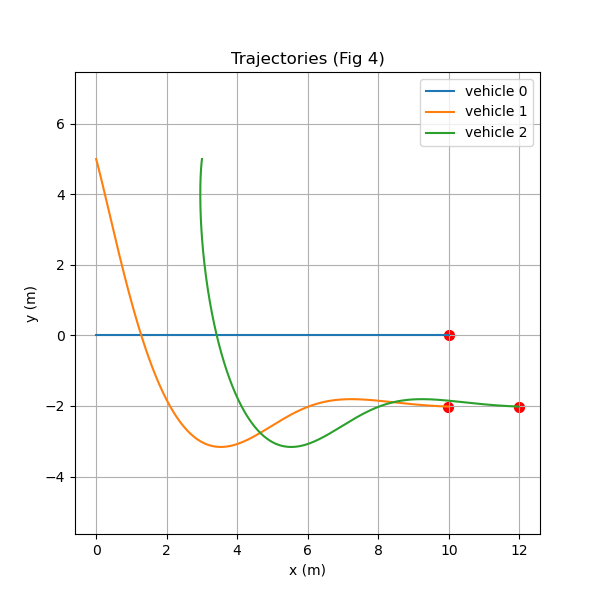 Trajectories (Fig 4)
vehicle 0
vehicle 1
vehicle 2
y (m)
6
4
2
0
−2
−4
0 2 4 6 8 10 12
x (m)